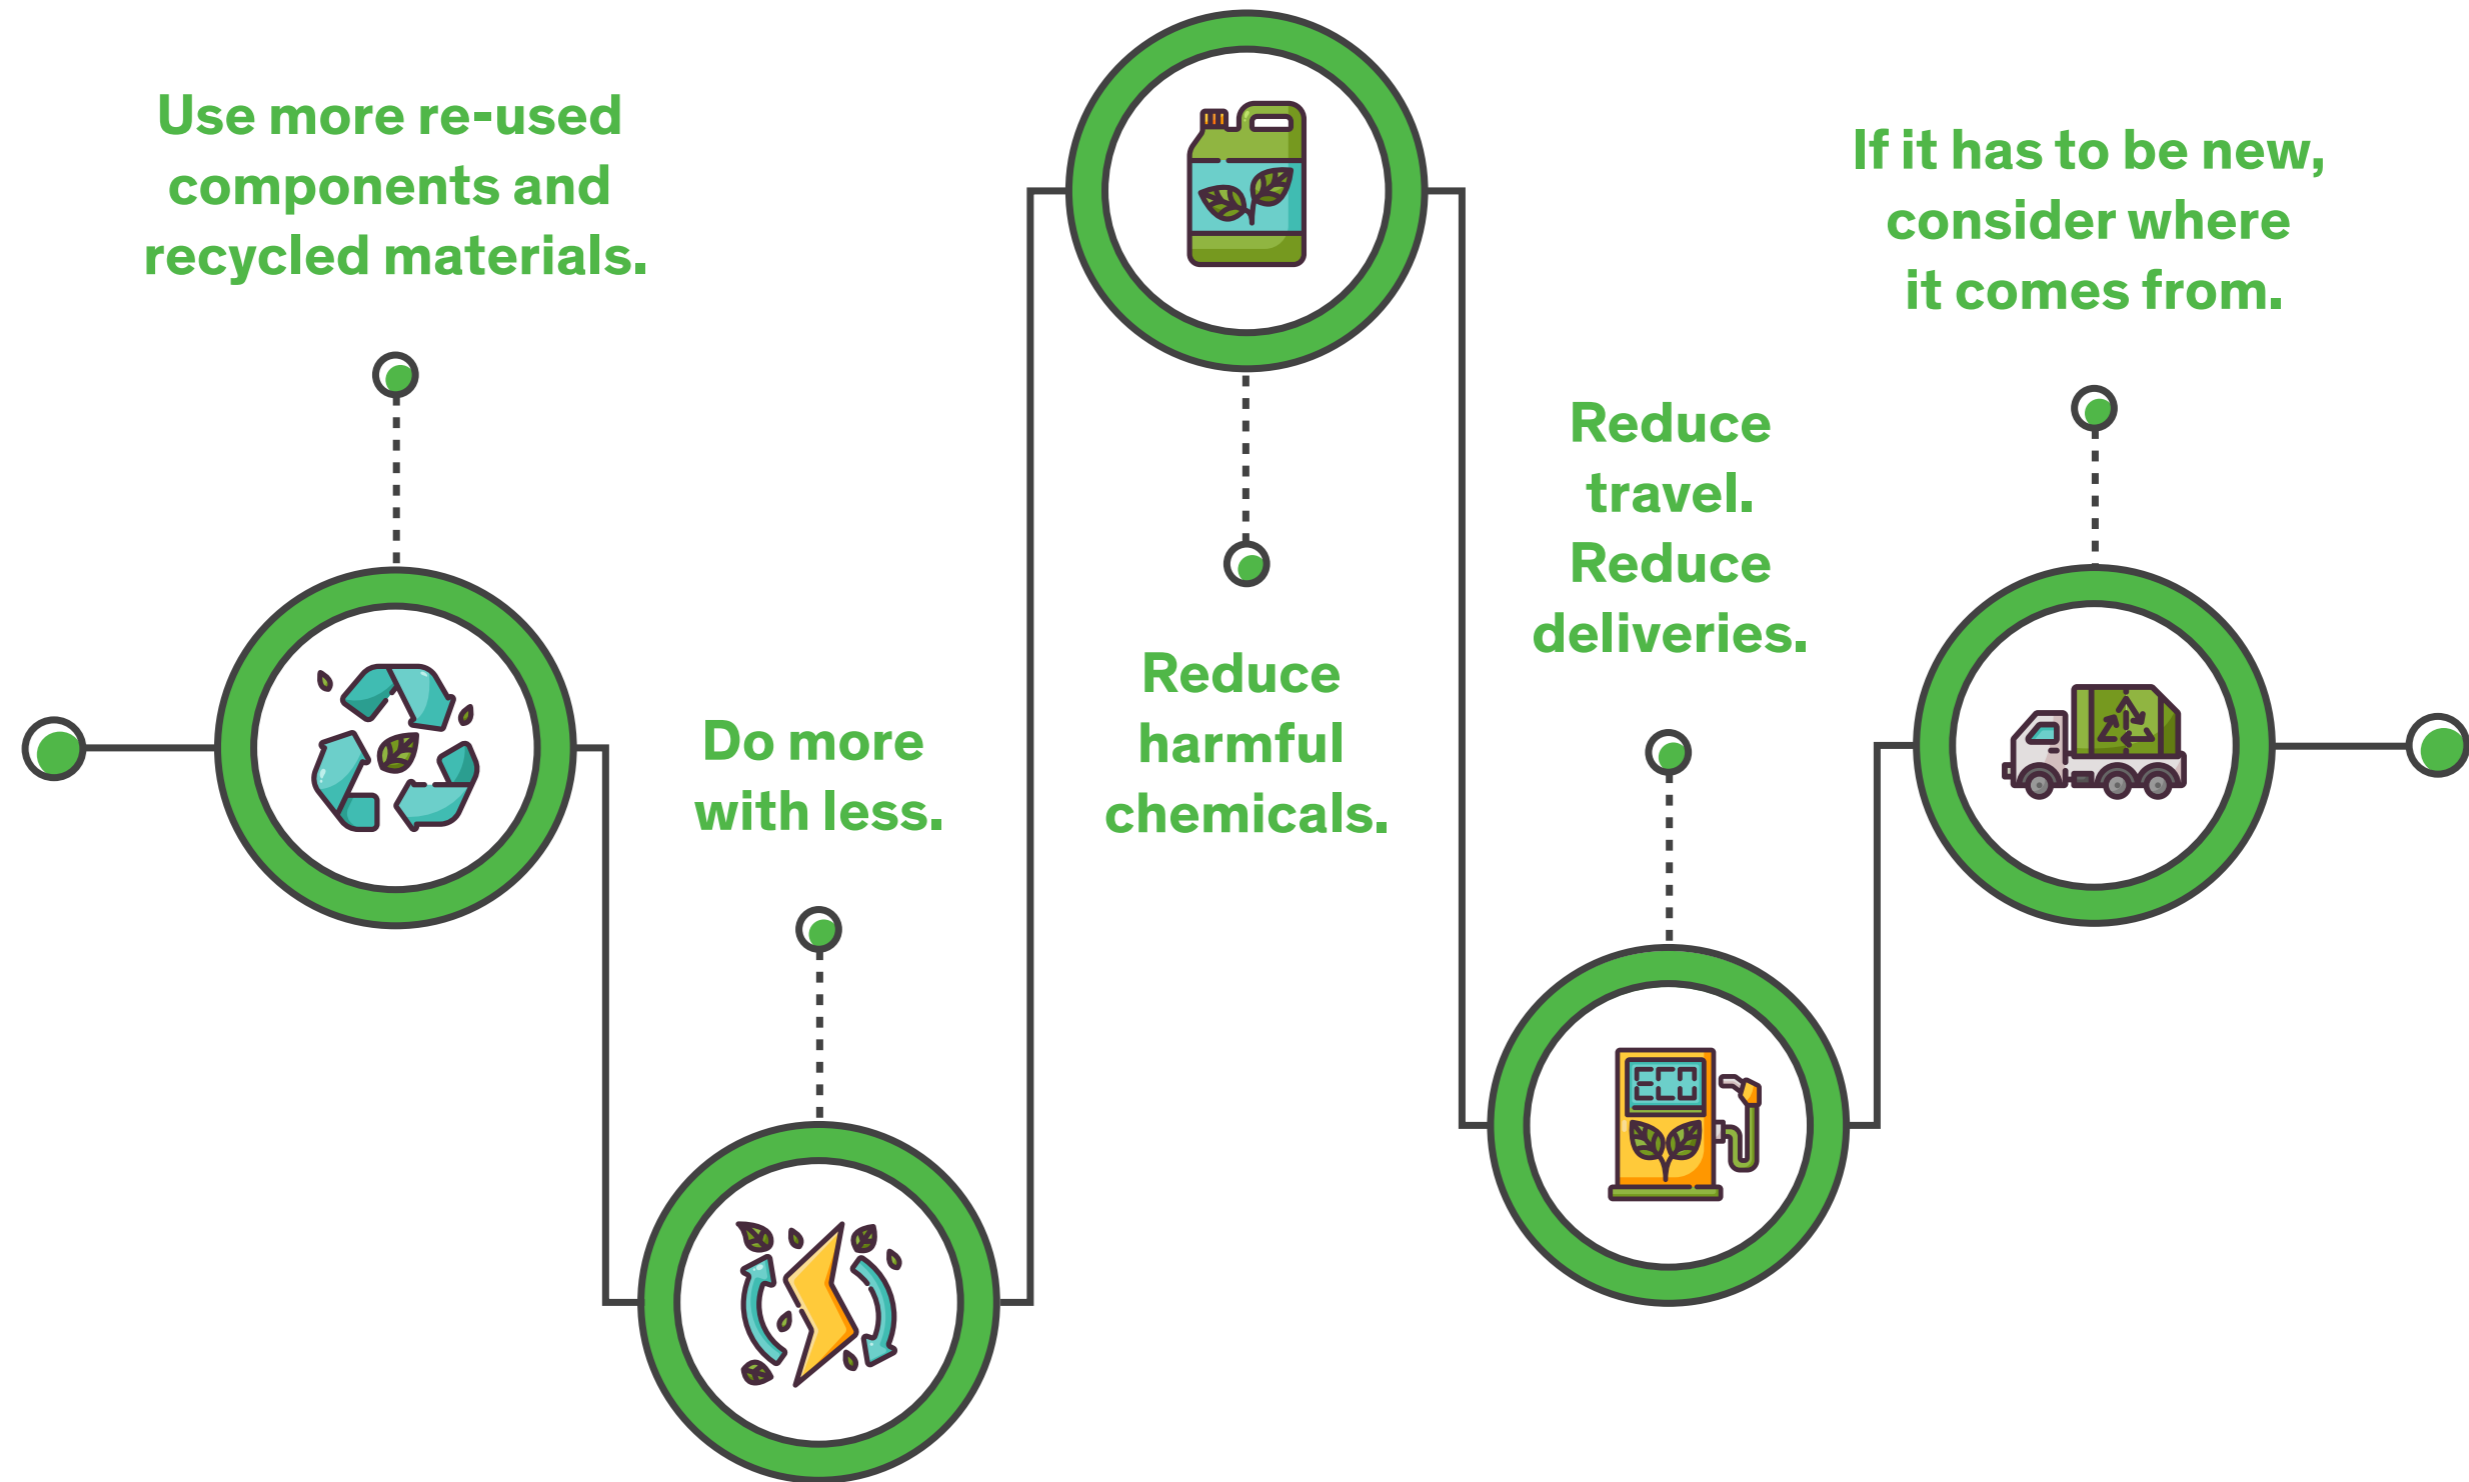 Use more re-used
components and
recycled materials.
Do more
with less.
Reduce
harmful
chemicals.
Reduce
travel.
Reduce
deliveries.
ECO
If it has to be new,
consider where
it comes from.